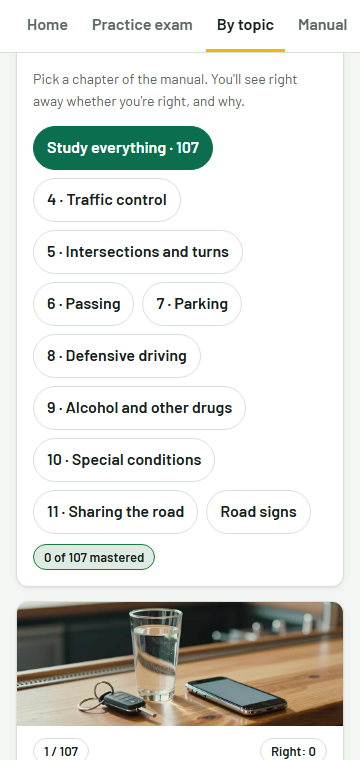 Home Practice exam By topic Manual
Pick a chapter of the manual. You'll see right
away whether you're right, and why.
Study everything · 107
4 · Traffic control
5 · Intersections and turns
6 · Passing 7 · Parking
8 · Defensive driving
9 · Alcohol and other drugs
10 · Special conditions
11 · Sharing the road Road signs
0 of 107 mastered
1 / 107 Right: 0